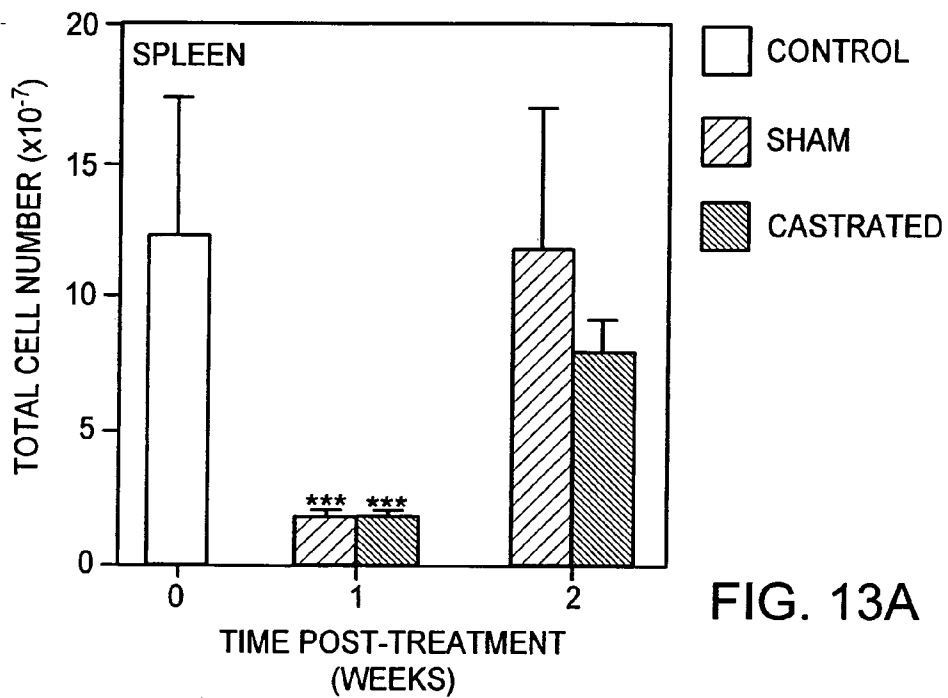 20
SPLEEN
15
10
5
0
TOTAL CELL NUMBER (x10⁻⁷)
*** ***
0 1 2
TIME POST-TREATMENT
(WEEKS)
CONTROL
SHAM
CASTRATED
FIG. 13A